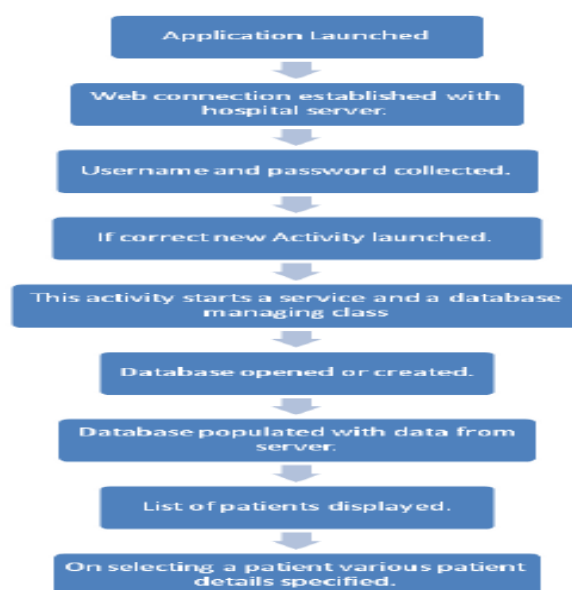 Application Launched
Web connection established with
hospital server.
Username and password collected.
If correct new Activity launched.
This activity starts a service and a database
managing class
Database opened or created.
Database populated with data from
server.
List of patients displayed.
On selecting a patient various patient
details specified.